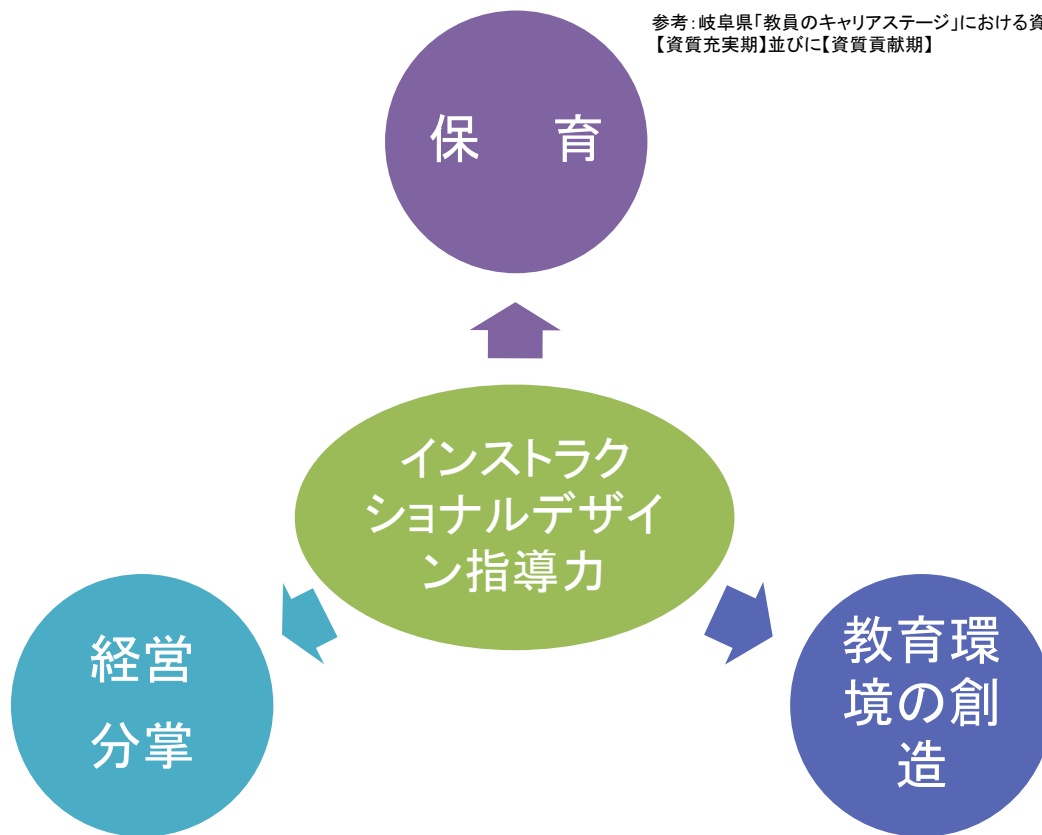 参考：岐阜県「教員のキャリアステージ」における資
【資質充実期】並びに【資質貢献期】
保　育
インストラク
ショナルデザイ
ン指導力
経営
分掌
教育環
境の創
造